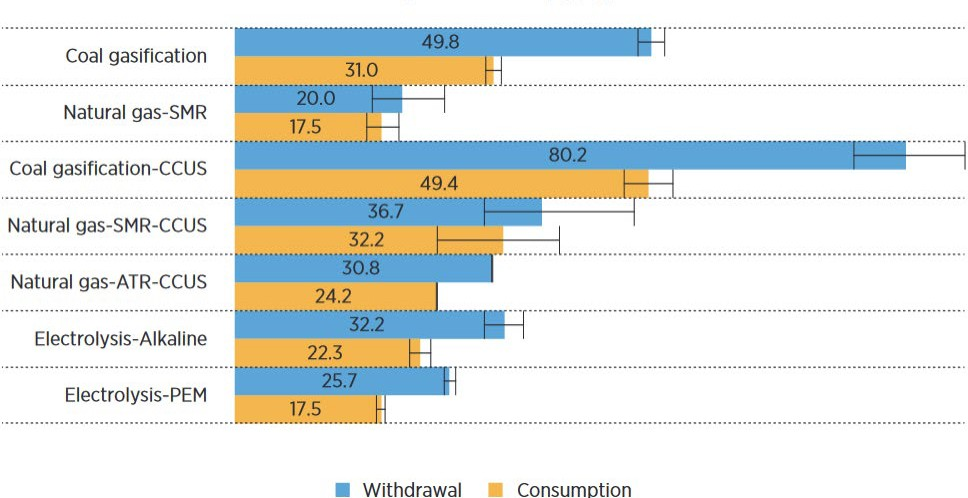 49.8
Coal gasification
31.0
20.0
Natural gas-SMR
17.5
80.2
Coal gasification-CCUS
49.4
36.7
Natural gas-SMR-CCUS
32.2
30.8
Natural gas-ATR-CCUS
24.2
32.2
Electrolysis-Alkaline
22.3
25.7
Electrolysis-PEM
17.5
Withdrawal Consumption